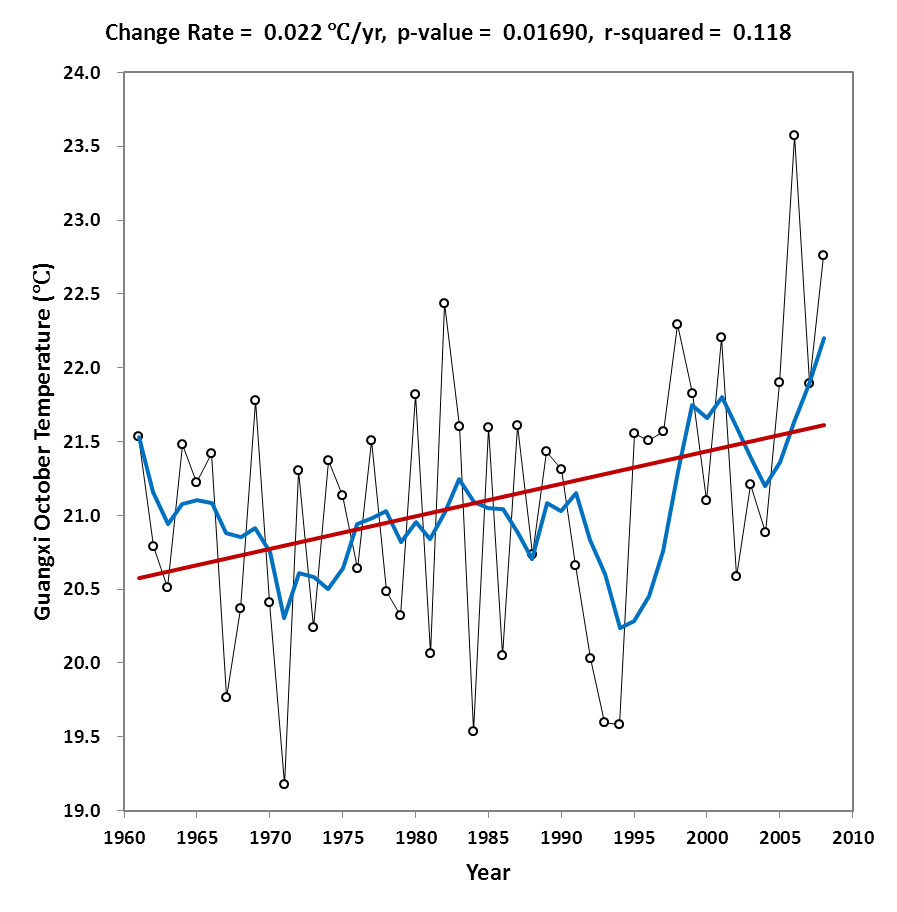 Change Rate = 0.022 ℃/yr, p-value = 0.01690, r-squared = 0.118
24.0
23.5
23.0
22.5
22.0
21.5
21.0
20.5
20.0
19.5
19.0
Guangxi October Temperature (℃)
1960 1965 1970 1975 1980 1985 1990 1995 2000 2005 2010
Year